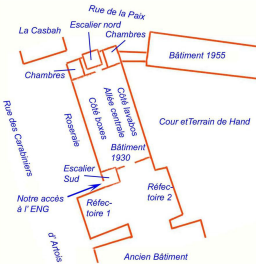 Rue de la Paix
La Casbah
Escalier nord
Chambres
Bâtiment 1955
Chambres
Rue des Carabiniers
Roseraie
Côté boxes
Allée centrale
Côté lavabos
Cour etTerrain de Hand
Bâtiment
1930
Escalier
Sud
Notre accès
à l' ENG
Réfec-
toire 1
Réfec-
toire 2
d' Artois
Ancien Bâtiment